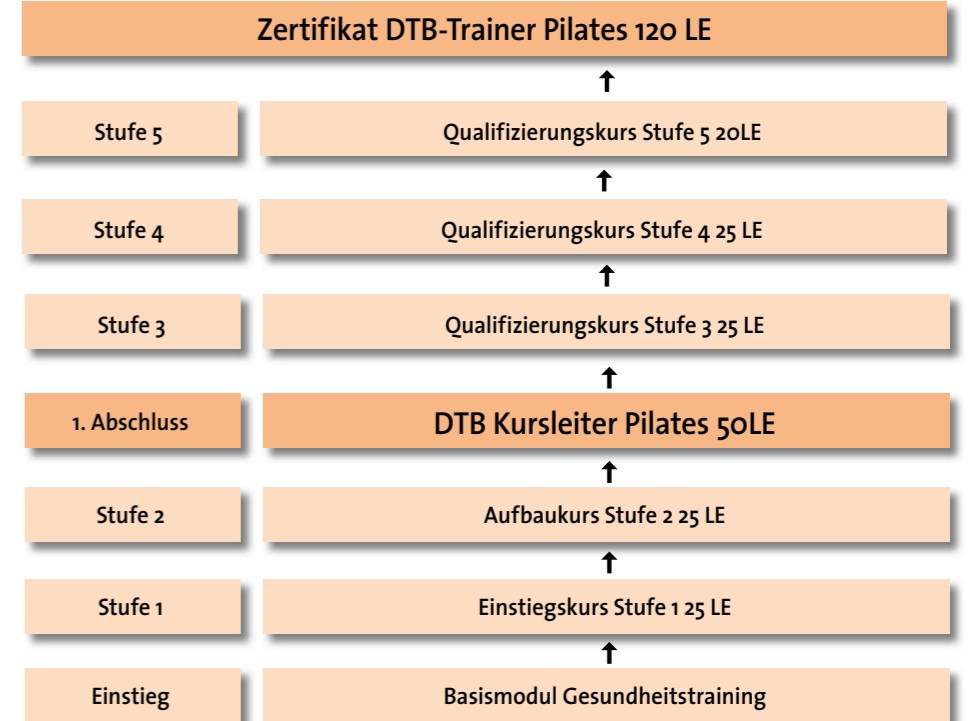 Zertifikat DTB-Trainer Pilates 120 LE
Stufe 5
Qualifizierungskurs Stufe 5 20LE
Stufe 4
Qualifizierungskurs Stufe 4 25 LE
Stufe 3
Qualifizierungskurs Stufe 3 25 LE
1. Abschluss
DTB Kursleiter Pilates 50LE
Stufe 2
Aufbaukurs Stufe 2 25 LE
Stufe 1
Einstiegskurs Stufe 1 25 LE
Einstieg
Basismodul Gesundheitstraining